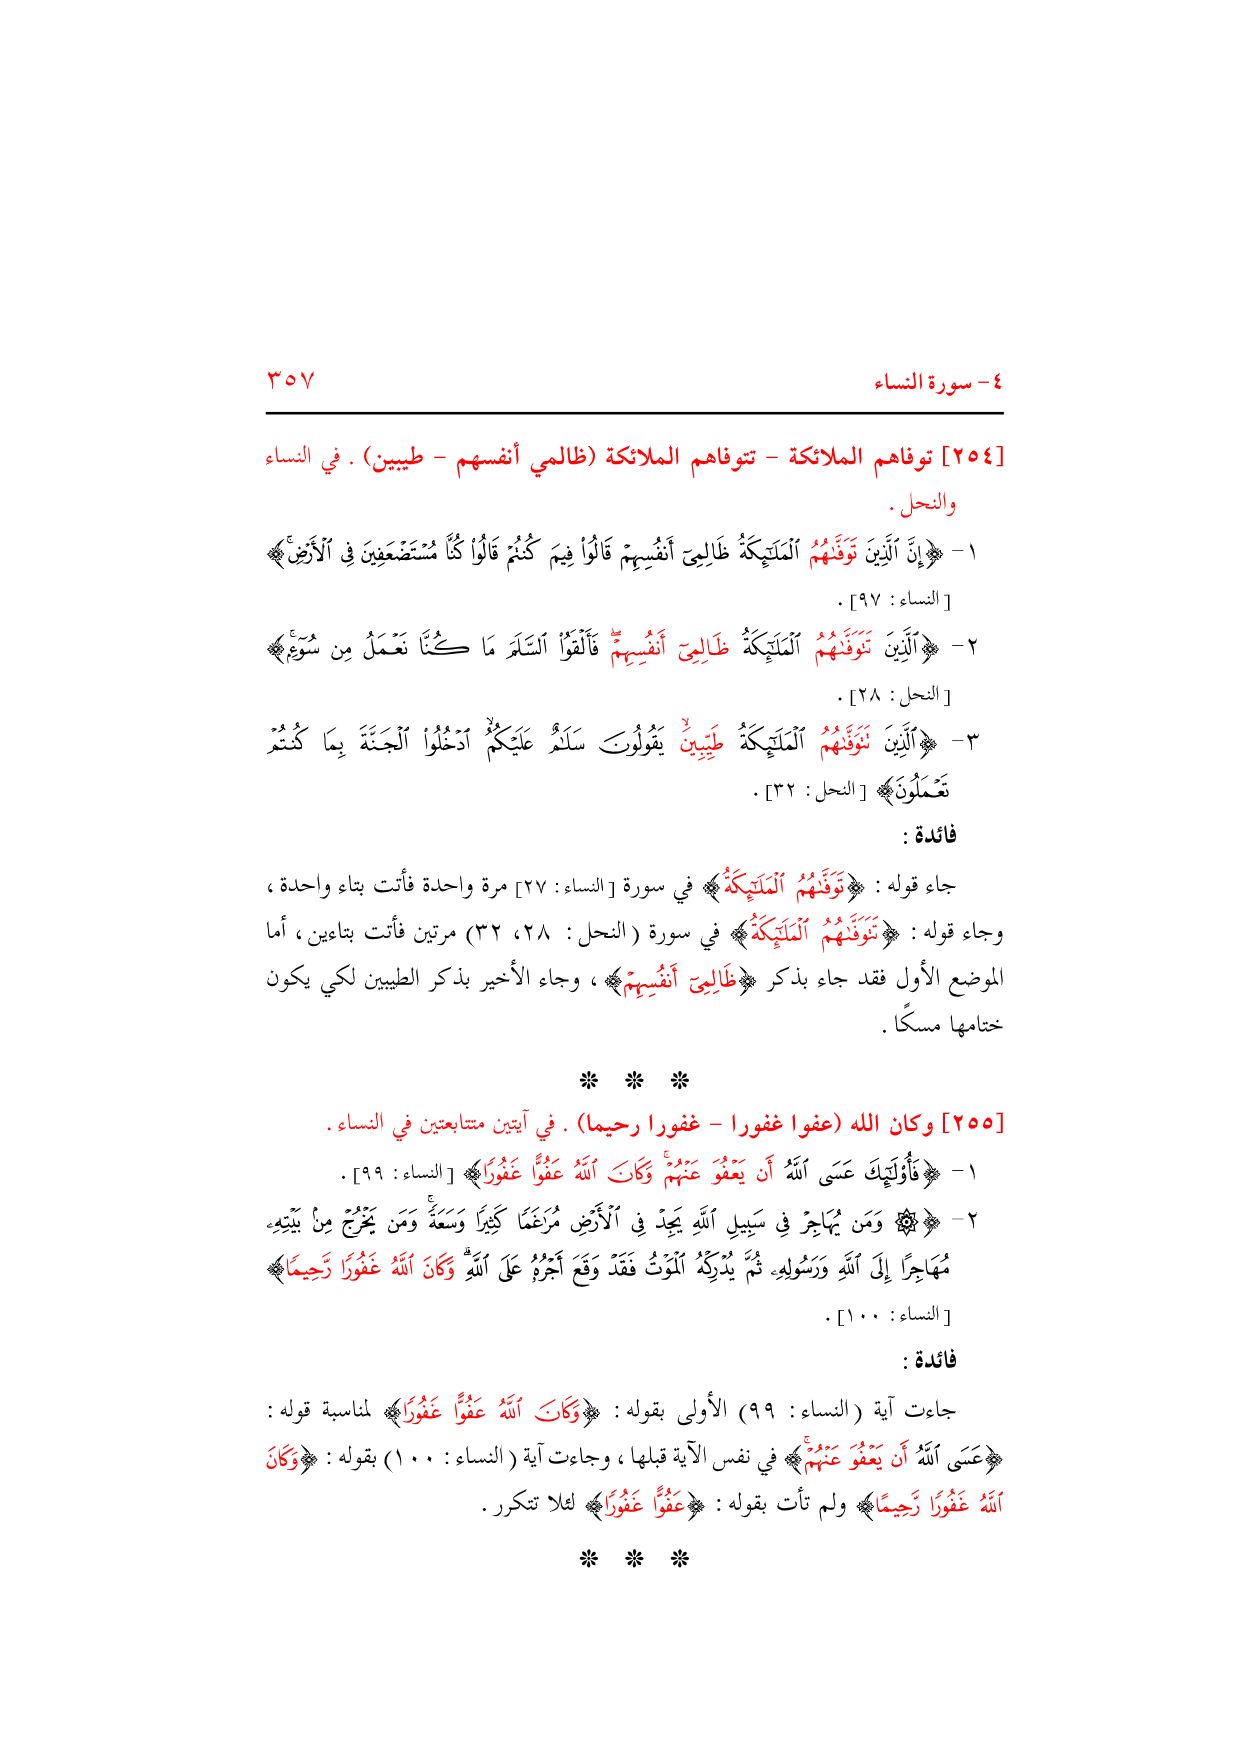 ٤- سورة النساء ٣٥٧
[٢٥٤] توفاهم الملائكة – تتوفاهم الملائكة (ظالمي أنفسهم – طيبين) . في النساء
والنحل .
١- ﴿إِنَّ ٱلَّذِينَ تَوَفَّىٰهُمُ ٱلْمَلَٰٓئِكَةُ ظَالِمِىٓ أَنفُسِهِمْ قَالُوا۟ فِيمَ كُنتُمْ قَالُوا۟ كُنَّا مُسْتَضْعَفِينَ فِى ٱلْأَرْضِ ۚ﴾
[النساء : ٩٧] .
٢- ﴿ٱلَّذِينَ تَتَوَفَّىٰهُمُ ٱلْمَلَٰٓئِكَةُ ظَالِمِىٓ أَنفُسِهِمْ ۖ فَأَلْقَوُا۟ ٱلسَّلَمَ مَا كُنَّا نَعْمَلُ مِن سُوٓءٍۭ ۚ﴾
[النحل : ٢٨] .
٣- ﴿ٱلَّذِينَ تَتَوَفَّىٰهُمُ ٱلْمَلَٰٓئِكَةُ طَيِّبِينَ ۙ يَقُولُونَ سَلَٰمٌ عَلَيْكُمُ ۙ ٱدْخُلُوا۟ ٱلْجَنَّةَ بِمَا كُنتُمْ
تَعْمَلُونَ﴾ [النحل : ٣٢] .
فائدة :
جاء قوله : ﴿تَوَفَّىٰهُمُ ٱلْمَلَٰٓئِكَةُ﴾ في سورة [النساء : ٢٧] مرة واحدة فأتت بتاء واحدة ،
وجاء قوله : ﴿تَتَوَفَّىٰهُمُ ٱلْمَلَٰٓئِكَةُ﴾ في سورة (النحل : ٢٨، ٣٢) مرتين فأتت بتاءين ، أما
الموضع الأول فقد جاء بذكر ﴿ظَالِمِىٓ أَنفُسِهِمْ﴾ ، وجاء الأخير بذكر الطيبين لكي يكون
ختامها مسكًا .
❊ ❊ ❊
[٢٥٥] وكان الله (عفوا غفورا – غفورا رحيما) . في آيتين متتابعتين في النساء .
١- ﴿فَأُو۟لَٰٓئِكَ عَسَى ٱللَّهُ أَن يَعْفُوَ عَنْهُمْ ۚ وَكَانَ ٱللَّهُ عَفُوًّا غَفُورًا﴾ [النساء : ٩٩] .
٢- ﴿۞ وَمَن يُهَاجِرْ فِى سَبِيلِ ٱللَّهِ يَجِدْ فِى ٱلْأَرْضِ مُرَٰغَمًا كَثِيرًا وَسَعَةً ۚ وَمَن يَخْرُجْ مِنۢ بَيْتِهِۦ
مُهَاجِرًا إِلَى ٱللَّهِ وَرَسُولِهِۦ ثُمَّ يُدْرِكْهُ ٱلْمَوْتُ فَقَدْ وَقَعَ أَجْرُهُۥ عَلَى ٱللَّهِ ۗ وَكَانَ ٱللَّهُ غَفُورًا رَّحِيمًا﴾
[النساء : ١٠٠] .
فائدة :
جاءت آية (النساء : ٩٩) الأولى بقوله : ﴿وَكَانَ ٱللَّهُ عَفُوًّا غَفُورًا﴾ لمناسبة قوله :
﴿عَسَى ٱللَّهُ أَن يَعْفُوَ عَنْهُمْ ۚ﴾ في نفس الآية قبلها ، وجاءت آية (النساء : ١٠٠) بقوله : ﴿وَكَانَ
ٱللَّهُ غَفُورًا رَّحِيمًا﴾ ولم تأت بقوله : ﴿عَفُوًّا غَفُورًا﴾ لئلا تتكرر .
❊ ❊ ❊